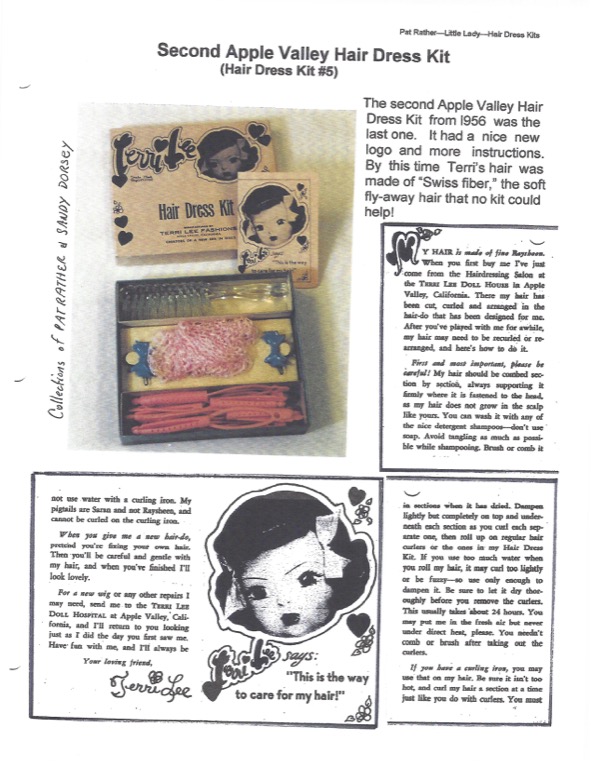 Pat Rather—Little Lady—Hair Dress Kits
Second Apple Valley Hair Dress Kit
(Hair Dress Kit #5)
Collections of PAT RATHER & SANDY DORSEY
Terri Lee
Hair Dress Kit
TERRI LEE FASHIONS
says:
"This is the way
to care for my hair!"
The second Apple Valley Hair
Dress Kit from 1956 was the
last one. It had a nice new
logo and more instructions.
By this time Terri's hair was
made of "Swiss fiber," the soft
fly-away hair that no kit could
help!
MY HAIR is made of fine Raysheen.
When you first buy me I've just
come from the Hairdressing Salon at
the TERRI LEE DOLL HOUSE in Apple
Valley, California. There my hair has
been cut, curled and arranged in the
hair-do that has been designed for me.
After you've played with me for awhile,
my hair may need to be recurled or re-
arranged, and here's how to do it.
First and most important, please be
careful! My hair should be combed sec-
tion by section, always supporting it
firmly where it is fastened to the head,
as my hair does not grow in the scalp
like yours. You can wash it with any of
the nice detergent shampoos—don't use
soap. Avoid tangling as much as possi-
ble while shampooing. Brush or comb it
in sections when it has dried. Dampen
lightly but completely on top and under-
neath each section as you curl each sep-
arate one, then roll up on regular hair
curlers or the ones in my Hair Dress
Kit. If you use too much water when
you roll my hair, it may curl too tightly
or be fuzzy—so use only enough to
dampen it. Be sure to let it dry thor-
oughly before you remove the curlers.
This usually takes about 24 hours. You
may put me in the fresh air but never
under direct heat, please. You needn't
comb or brush after taking out the
curlers.
If you have a curling iron, you may
use that on my hair. Be sure it isn't too
hot, and curl my hair a section at a time
just like you do with curlers. You must
not use water with a curling iron. My
pigtails are Saran and not Raysheen, and
cannot be curled on the curling iron.
When you give me a new hair-do,
pretend you're fixing your own hair.
Then you'll be careful and gentle with
my hair, and when you've finished I'll
look lovely.
For a new wig or any other repairs I
may need, send me to the TERRI LEE
DOLL HOSPITAL at Apple Valley, Cali-
fornia, and I'll return to you looking
just as I did the day you first saw me.
Have fun with me, and I'll always be
Your loving friend,
Terri Lee
Terri Lee says:
"This is the way
to care for my hair!"